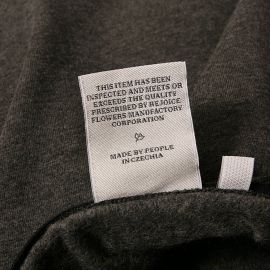 THIS ITEM HAS BEEN
INSPECTED AND MEETS OR
EXCEEDS THE QUALITY
PRESCRIBED BY REJOICE
FLOWERS MANUFACTORY
CORPORATION
MADE BY PEOPLE
IN CZECHIA